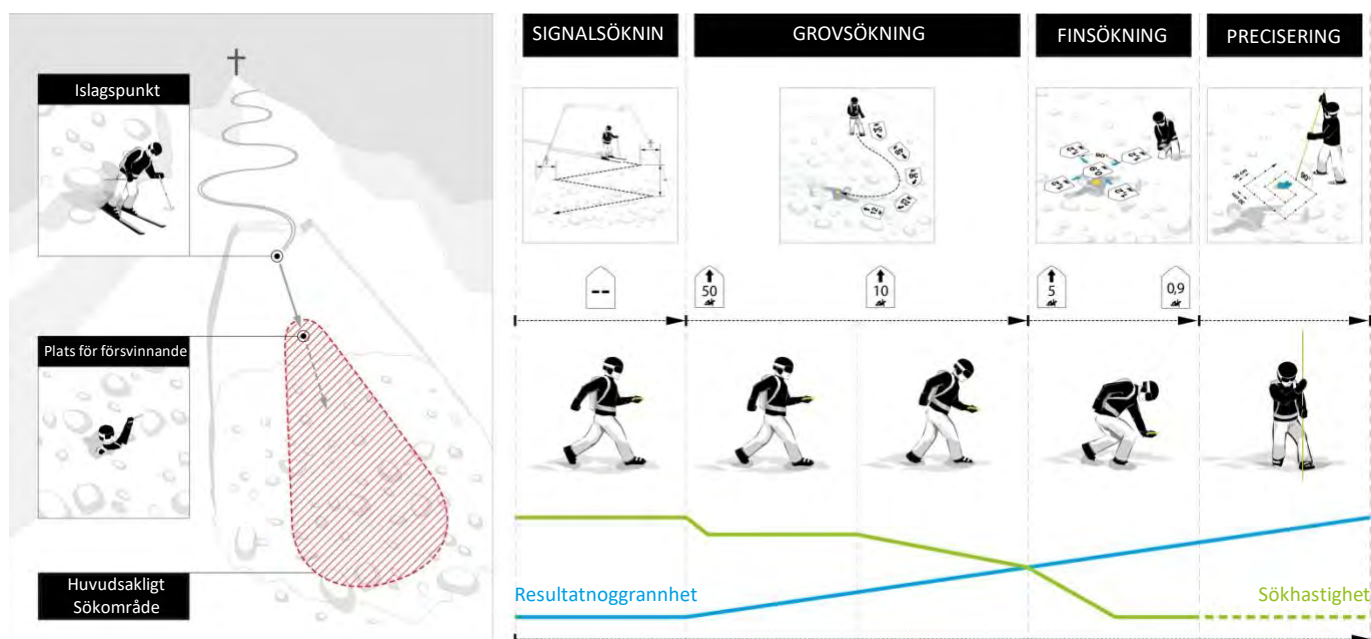 Islagspunkt
Plats för försvinnande
Huvudsakligt
Sökområde
SIGNALSÖKNIN
GROVSÖKNING
FINSÖKNING
PRECISERING
--
50
10
5
0,9
Resultatnoggrannhet
Sökhastighet